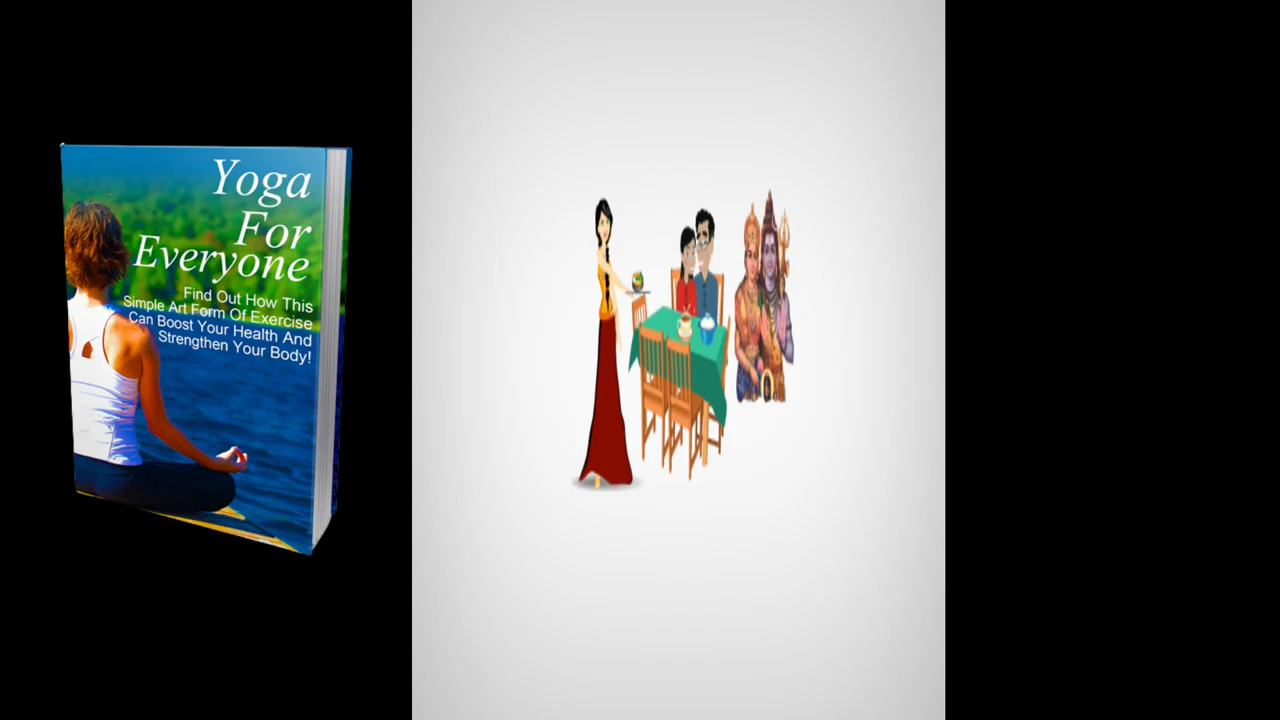 Yoga
For
Everyone
Find Out How This
Simple Art Form Of Exercise
Can Boost Your Health And
Strengthen Your Body!